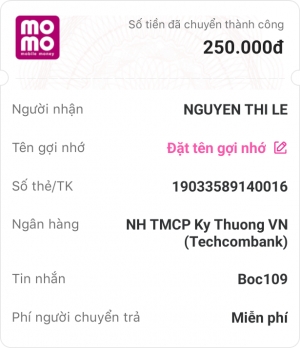 mo
mo
mobile money
Số tiền đã chuyển thành công
250.000đ
Người nhận NGUYEN THI LE
Tên gợi nhớ Đặt tên gợi nhớ
Số thẻ/TK 19033589140016
Ngân hàng NH TMCP Ky Thuong VN
(Techcombank)
Tin nhắn Boc109
Phí người chuyển trả Miễn phí